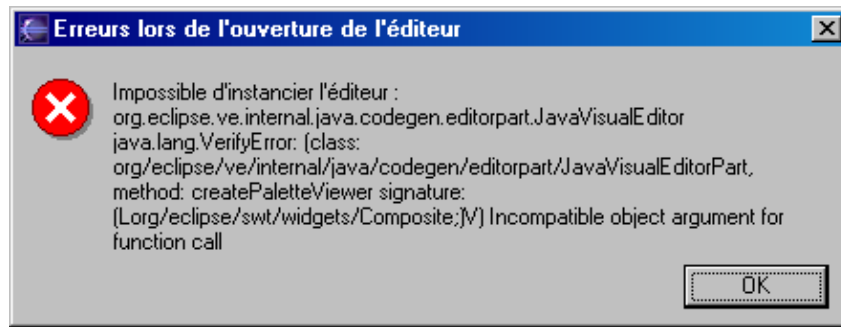 Erreurs lors de l'ouverture de l'éditeur
Impossible d'instancier l'éditeur :
org.eclipse.ve.internal.java.codegen.editorpart.JavaVisualEditor
java.lang.VerifyError: (class:
org/eclipse/ve/internal/java/codegen/editorpart/JavaVisualEditorPart,
method: createPaletteViewer signature:
(Lorg/eclipse/swt/widgets/Composite;)V) Incompatible object argument for
function call
OK